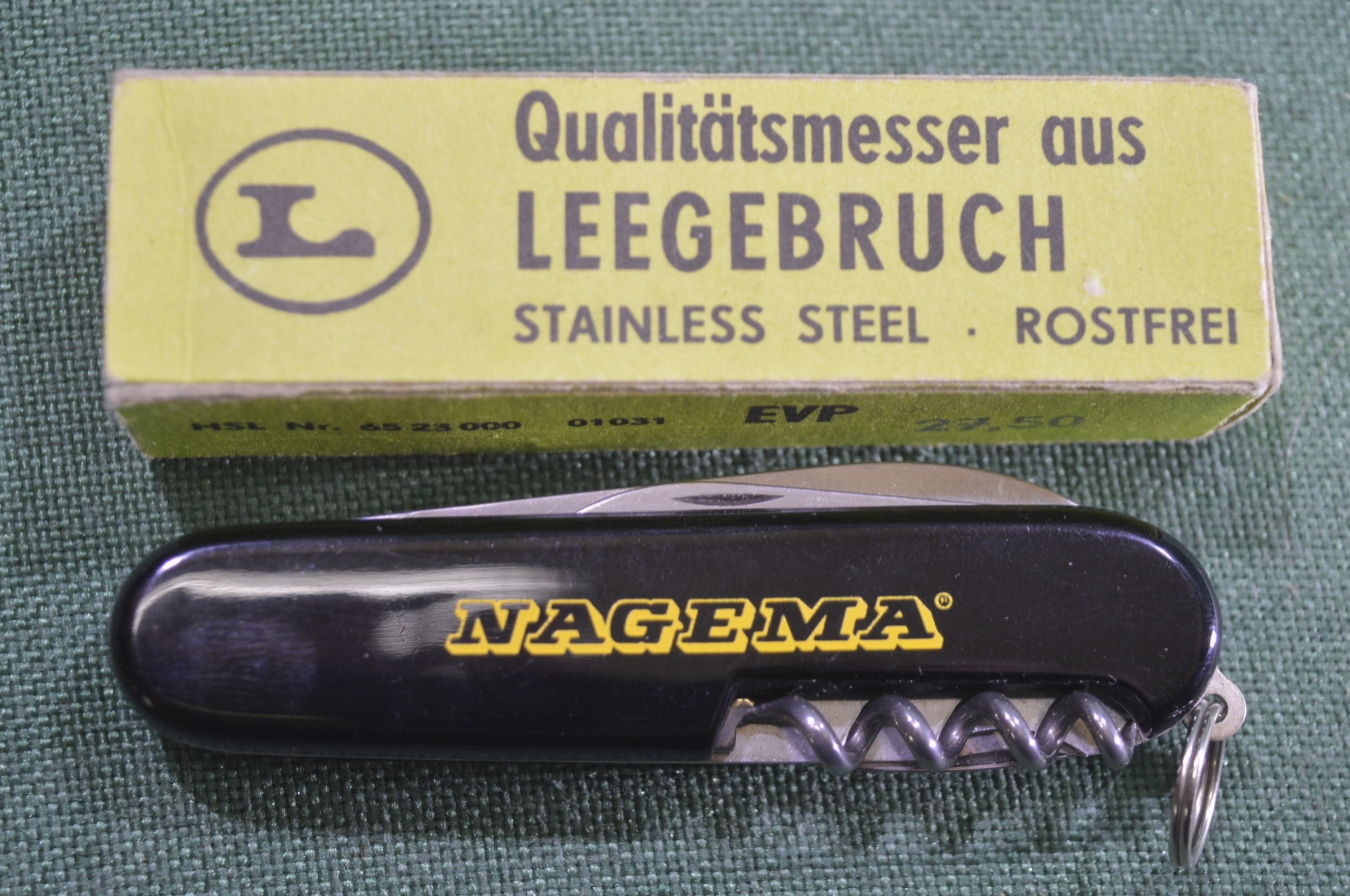 L
Qualitätsmesser aus
LEEGEBRUCH
STAINLESS STEEL · ROSTFREI
HSL Nr. 65 23 000 01031 EVP 27,50
NAGEMA®